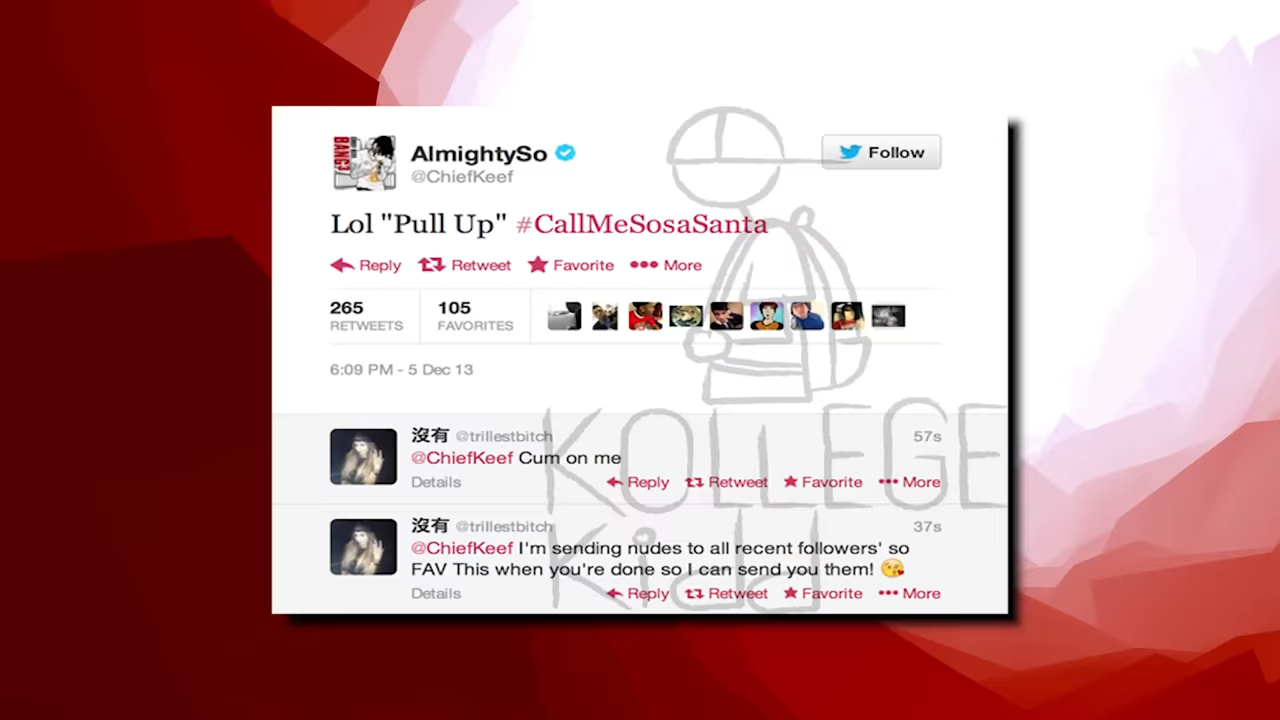 BANG3
AlmightySo
@ChiefKeef
Follow
Lol "Pull Up" #CallMeSosaSanta
Reply Retweet Favorite More
265 RETWEETS
105 FAVORITES
6:09 PM - 5 Dec 13
沒有 @trillestbitch 57s
@ChiefKeef Cum on me
Details Reply Retweet Favorite More
沒有 @trillestbitch 37s
@ChiefKeef I'm sending nudes to all recent followers' so
FAV This when you're done so I can send you them! 😘
Details Reply Retweet Favorite More
KOLLEGE
Kidd